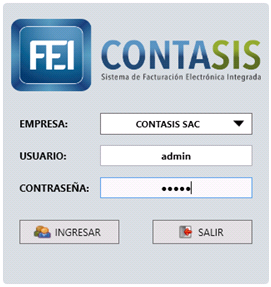 FEI CONTASIS
Sistema de Facturación Electrónica Integrada
EMPRESA: CONTASIS SAC
USUARIO: admin
CONTRASEÑA: •••••
INGRESAR SALIR